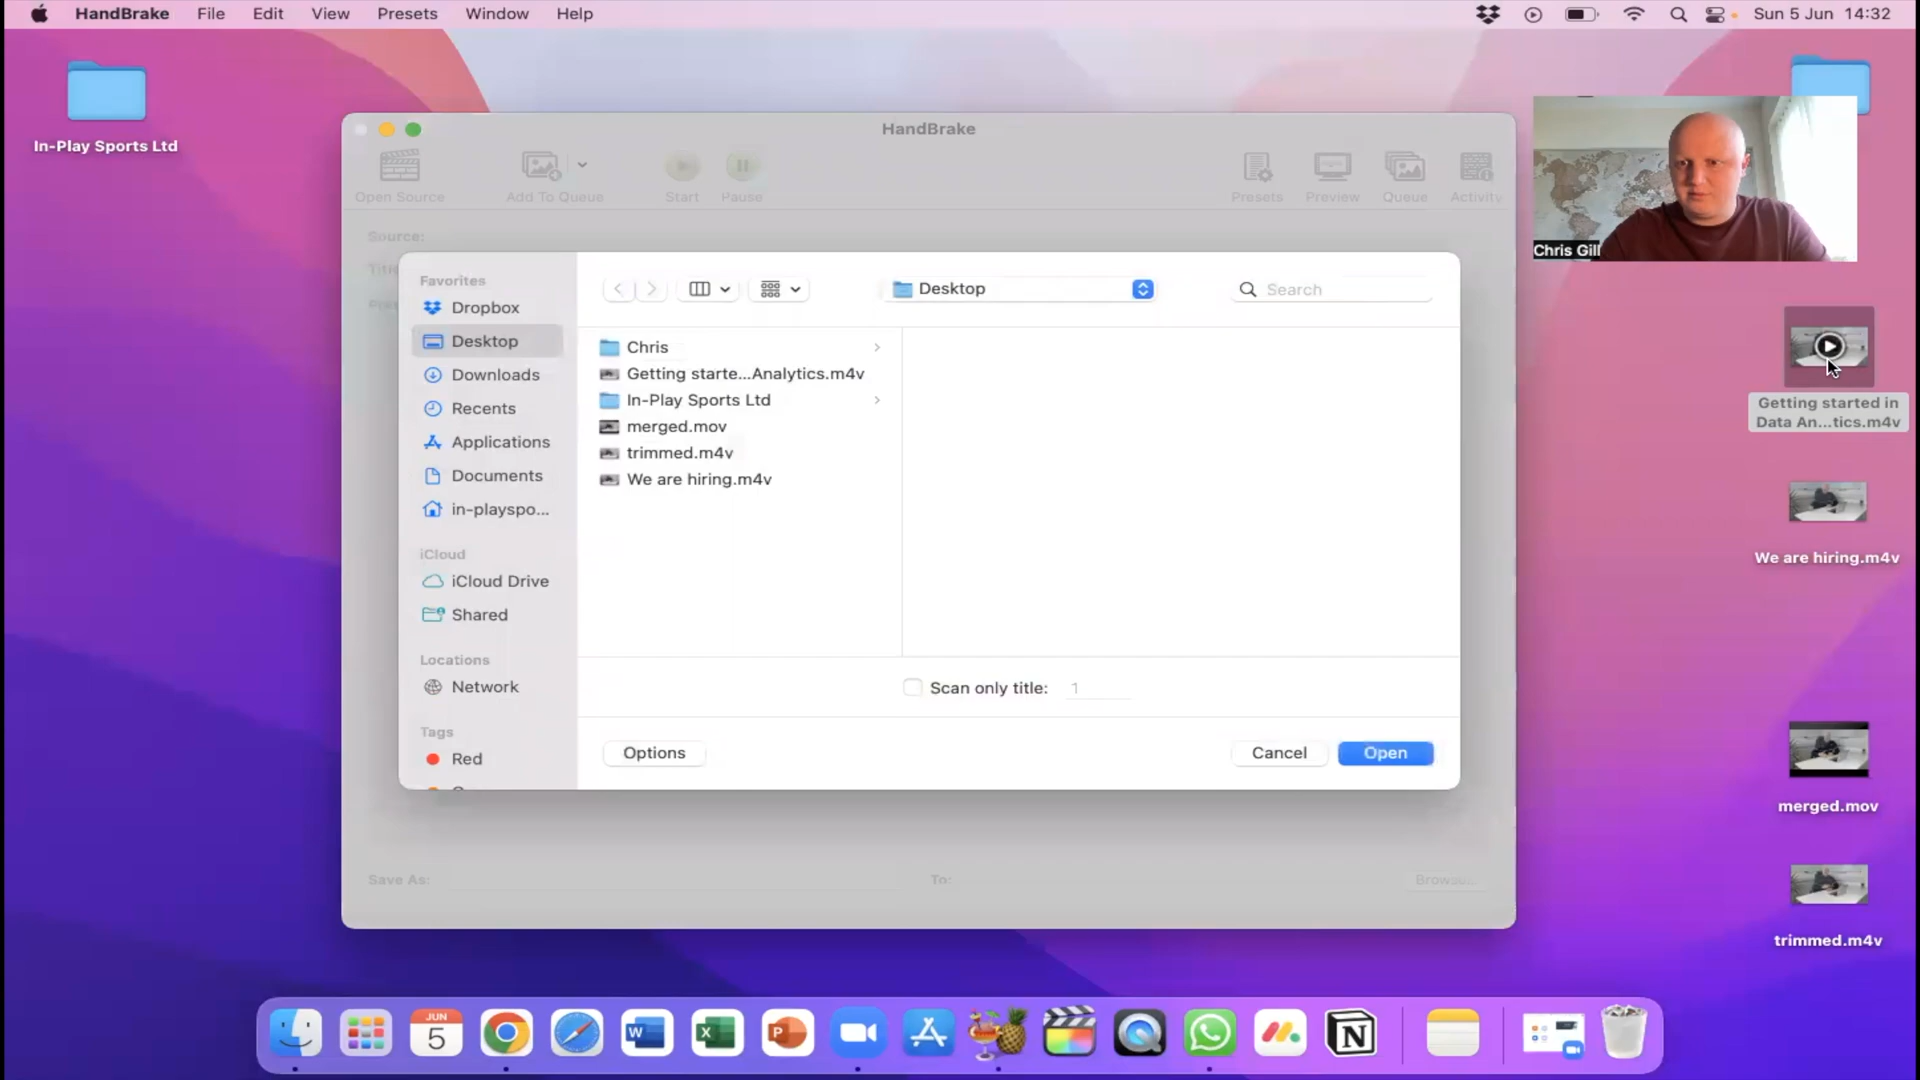 HandBrake File Edit View Presets Window Help
Sun 5 Jun 14:32
In-Play Sports Ltd
HandBrake
Open Source
Add To Queue
Start
Pause
Presets
Preview
Queue
Activity
Chris Gill
Source:
Favorites
Dropbox
Desktop
Downloads
Recents
Applications
Documents
in-playspo...
iCloud
iCloud Drive
Shared
Locations
Network
Tags
Red
Desktop
Search
Chris
Getting starte...Analytics.m4v
In-Play Sports Ltd
merged.mov
trimmed.m4v
We are hiring.m4v
Scan only title: 1
Options
Cancel
Open
Save As:
To:
Browse...
Getting started in
Data An...tics.m4v
We are hiring.m4v
merged.mov
trimmed.m4v
JUN
5
W
X
P
N